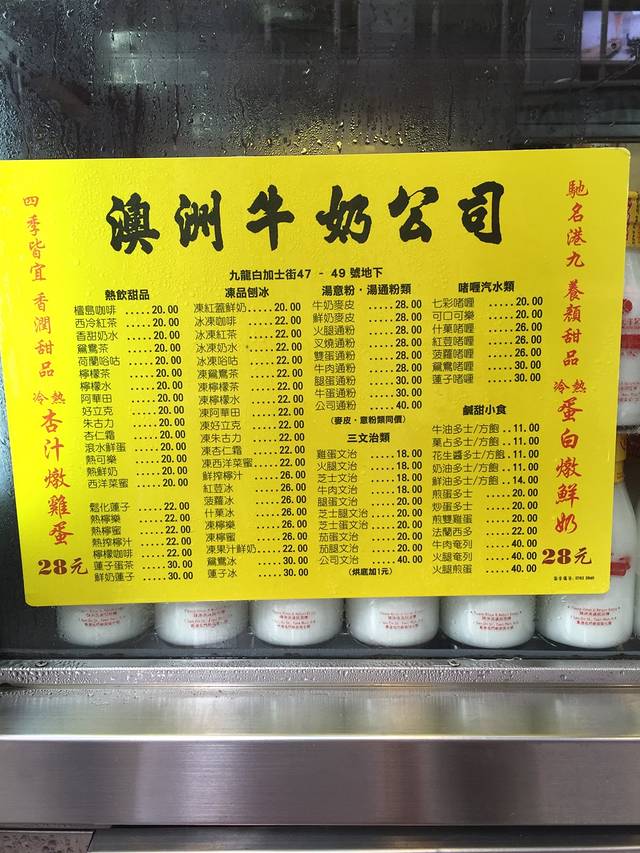 澳洲牛奶公司
九龍白加士街47 - 49 號地下
四季皆宜 香潤甜品
冷熱 杏汁燉雞蛋
28元
熱飲甜品
檀島咖啡 ..... 20.00
西冷紅茶 ..... 20.00
香甜奶水 ..... 20.00
鴛鴦茶 ..... 20.00
荷蘭哈咕 ..... 20.00
檸檬茶 ..... 20.00
檸檬水 ..... 20.00
阿華田 ..... 20.00
好立克 ..... 20.00
朱古力 ..... 20.00
杏仁霜 ..... 20.00
滾水鮮蛋 ..... 20.00
熱可樂 ..... 20.00
熱鮮奶 ..... 20.00
西洋菜蜜 ..... 20.00
鬆化蓮子 ..... 22.00
熱檸樂 ..... 22.00
熱檸蜜 ..... 22.00
熱搾檸汁 ..... 22.00
檸檬咖啡 ..... 22.00
蓮子蛋茶 ..... 30.00
鮮奶蓮子 ..... 30.00
凍品刨冰
凍紅蓋鮮奶 ..... 20.00
冰凍咖啡 ..... 22.00
冰凍紅茶 ..... 22.00
冰凍奶水 ..... 22.00
冰凍哈咕 ..... 22.00
凍鴛鴦茶 ..... 22.00
凍檸檬茶 ..... 22.00
凍檸檬水 ..... 22.00
凍阿華田 ..... 22.00
凍好立克 ..... 22.00
凍朱古力 ..... 22.00
凍杏仁霜 ..... 22.00
凍西洋菜蜜 ..... 22.00
鮮搾檸汁 ..... 26.00
紅荳冰 ..... 26.00
菠蘿冰 ..... 26.00
什菓冰 ..... 26.00
凍檸樂 ..... 26.00
凍檸蜜 ..... 26.00
凍果汁鮮奶 ..... 22.00
鴛鴦冰 ..... 30.00
蓮子冰 ..... 30.00
湯意粉．湯通粉類
牛奶麥皮 ..... 28.00
鮮奶麥皮 ..... 28.00
火腿通粉 ..... 28.00
叉燒通粉 ..... 28.00
雙蛋通粉 ..... 28.00
牛肉通粉 ..... 28.00
腿蛋通粉 ..... 30.00
牛蛋通粉 ..... 30.00
公司通粉 ..... 40.00
(麥皮．意粉類同價)
三文治類
雞蛋文治 ..... 18.00
火腿文治 ..... 18.00
芝士文治 ..... 18.00
牛肉文治 ..... 18.00
腿蛋文治 ..... 20.00
芝士腿文治 ..... 20.00
芝士蛋文治 ..... 20.00
茄蛋文治 ..... 20.00
茄腿文治 ..... 20.00
公司文治 ..... 40.00
(烘底加1元)
啫喱汽水類
七彩啫喱 ..... 20.00
可口可樂 ..... 20.00
什菓啫喱 ..... 26.00
紅荳啫喱 ..... 26.00
菠蘿啫喱 ..... 26.00
鴛鴦啫喱 ..... 30.00
蓮子啫喱 ..... 30.00
鹹甜小食
牛油多士/方飽 .. 11.00
菓占多士/方飽 .. 11.00
花生醬多士/方飽 .. 11.00
奶油多士/方飽 .. 11.00
鮮油多士/方飽 .. 14.00
煎蛋多士 ..... 20.00
炒蛋多士 ..... 20.00
煎雙雞蛋 ..... 20.00
法蘭西多 ..... 22.00
牛肉奄列 ..... 40.00
火腿奄列 ..... 40.00
火腿煎蛋 ..... 40.00
馳名港九 養顏甜品
冷熱 蛋白燉鮮奶
28元